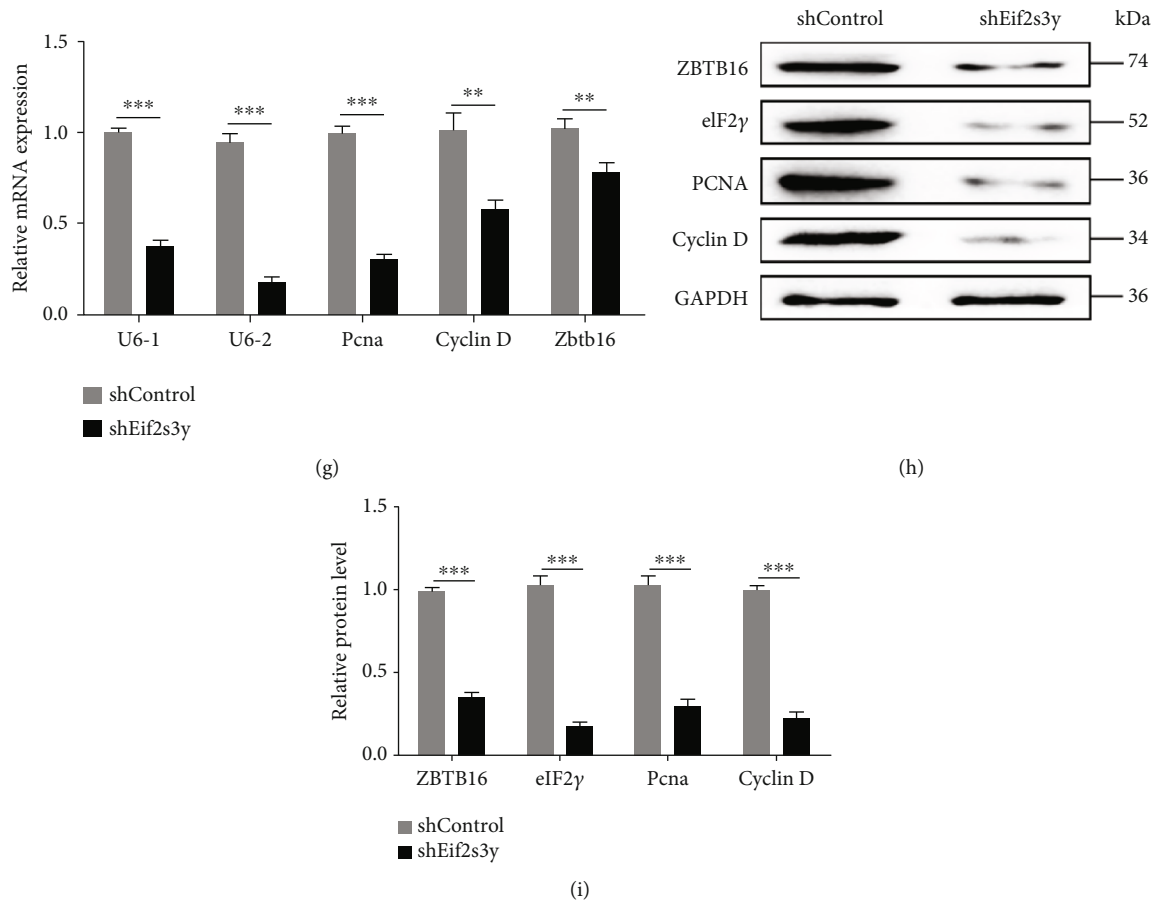 1.5
1.0
0.5
0.0
Relative mRNA expression
*** *** *** ** **
U6-1 U6-2 Pcna Cyclin D Zbtb16
shControl
shEif2s3y
(g)
shControl shEif2s3y kDa
ZBTB16 74
eIF2γ 52
PCNA 36
Cyclin D 34
GAPDH 36
(h)
1.5
1.0
0.5
0.0
Relative protein level
*** *** *** ***
ZBTB16 eIF2γ Pcna Cyclin D
shControl
shEif2s3y
(i)